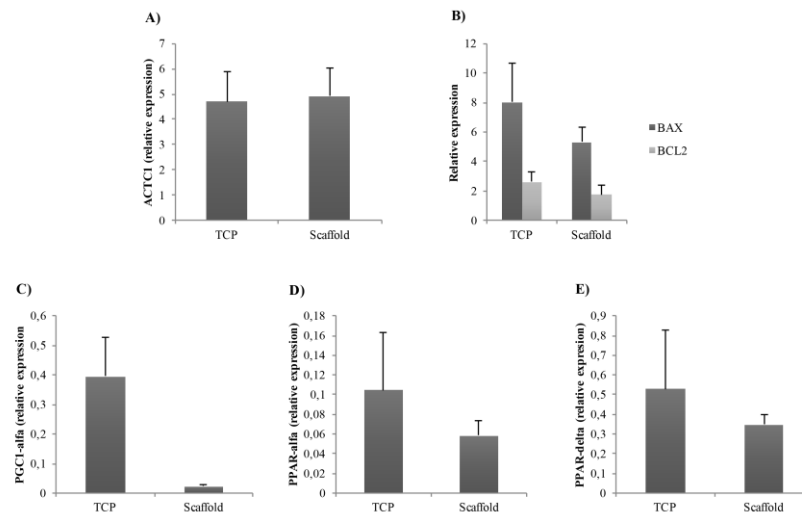 A)
ACTC1 (relative expression)
7
6
5
4
3
2
1
0
TCP
Scaffold
B)
Relative expression
12
10
8
6
4
2
0
TCP
Scaffold
BAX
BCL2
C)
PGC1-alfa (relative expression
0,6
0,5
0,4
0,3
0,2
0,1
0
TCP
Scaffold
D)
PPAR-alfa (relative expression)
0,18
0,16
0,14
0,12
0,1
0,08
0,06
0,04
0,02
0
TCP
Scaffold
E)
PPAR-delta (relative expression)
0,9
0,8
0,7
0,6
0,5
0,4
0,3
0,2
0,1
0
TCP
Scaffold